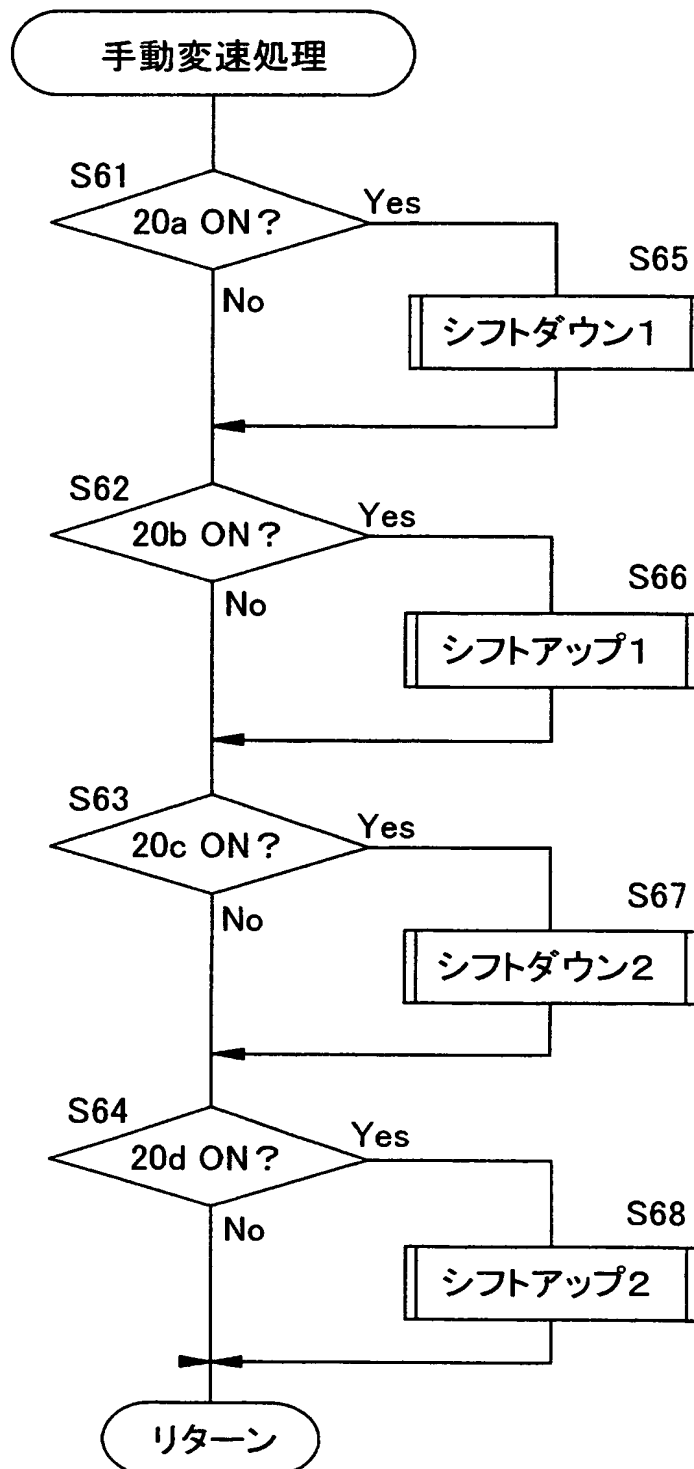 手動変速処理
S61
20a ON?
Yes
No
S65
シフトダウン1
S62
20b ON?
Yes
No
S66
シフトアップ1
S63
20c ON?
Yes
No
S67
シフトダウン2
S64
20d ON?
Yes
No
S68
シフトアップ2
リターン